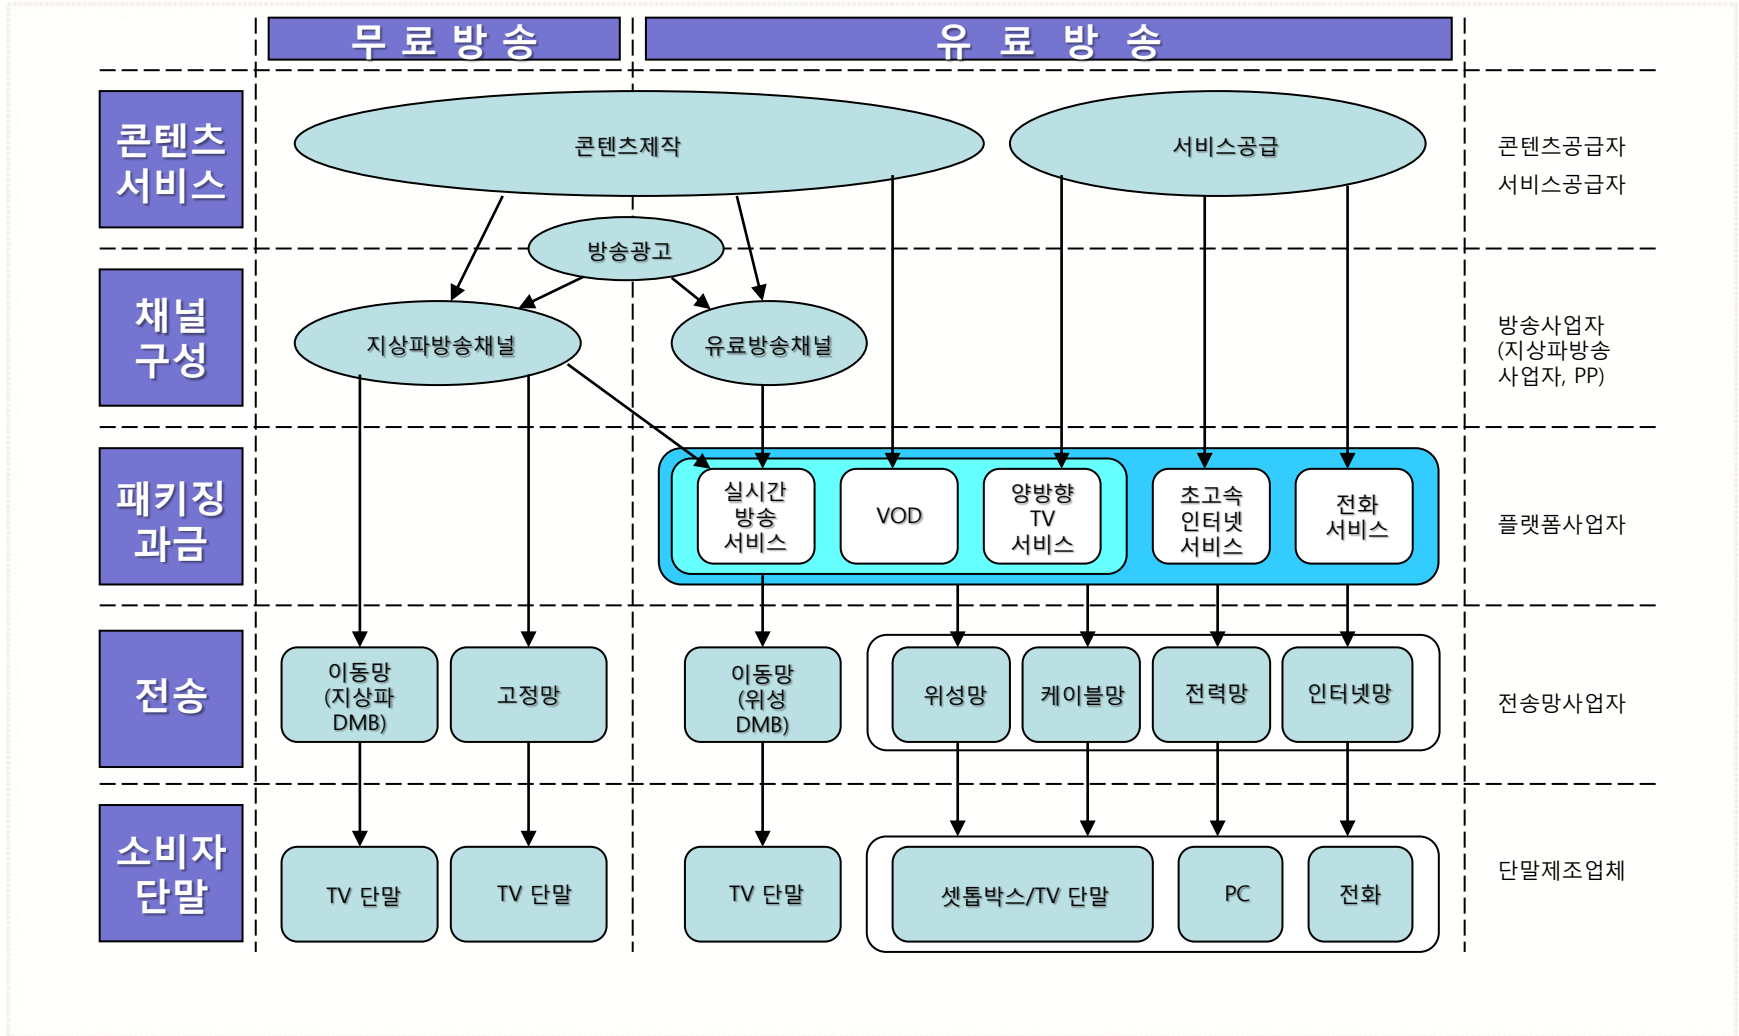 무 료 방 송
유 료 방 송
콘텐츠
서비스
콘텐츠제작
서비스공급
콘텐츠공급자
서비스공급자
방송광고
채널
구성
지상파방송채널
유료방송채널
방송사업자
(지상파방송
사업자, PP)
패키징
과금
실시간
방송
서비스
VOD
양방향
TV
서비스
초고속
인터넷
서비스
전화
서비스
플랫폼사업자
전송
이동망
(지상파
DMB)
고정망
이동망
(위성
DMB)
위성망
케이블망
전력망
인터넷망
전송망사업자
소비자
단말
TV 단말
TV 단말
TV 단말
셋톱박스/TV 단말
PC
전화
단말제조업체